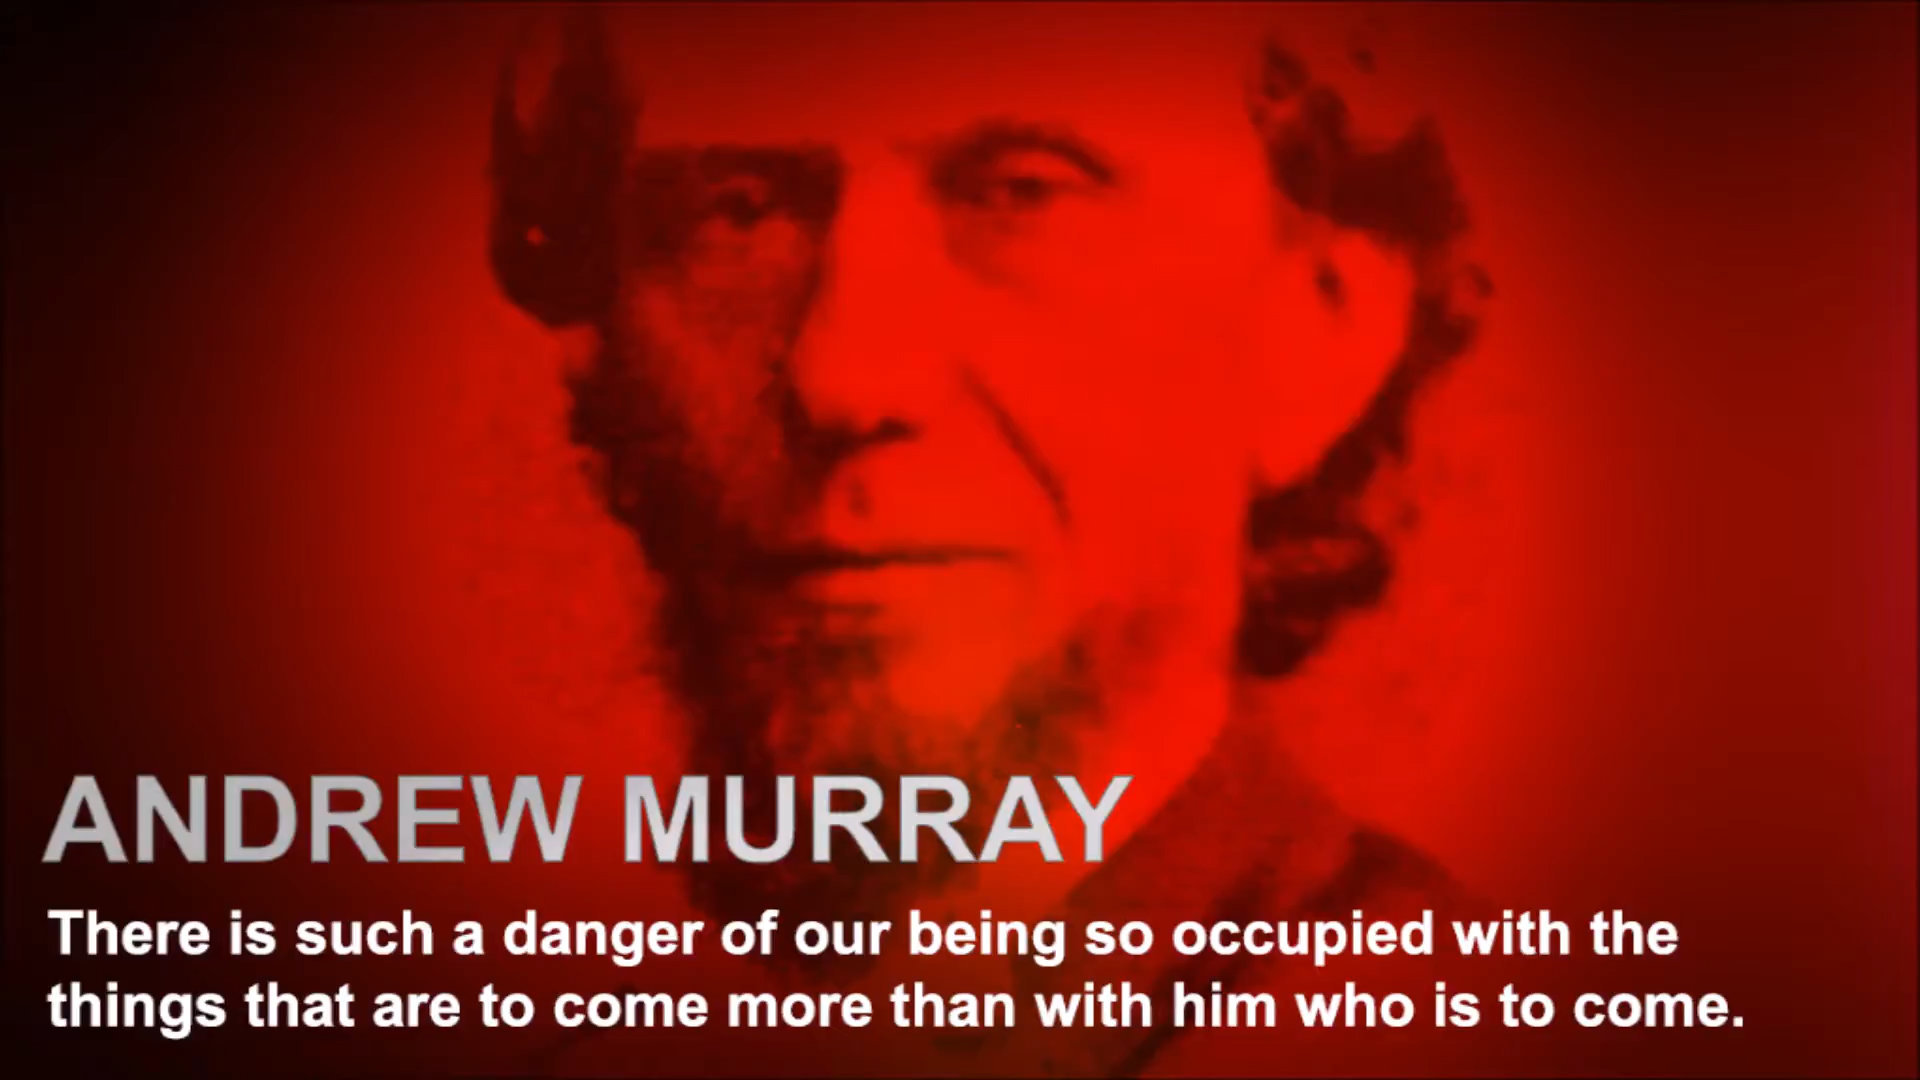 ANDREW MURRAY
There is such a danger of our being so occupied with the
things that are to come more than with him who is to come.